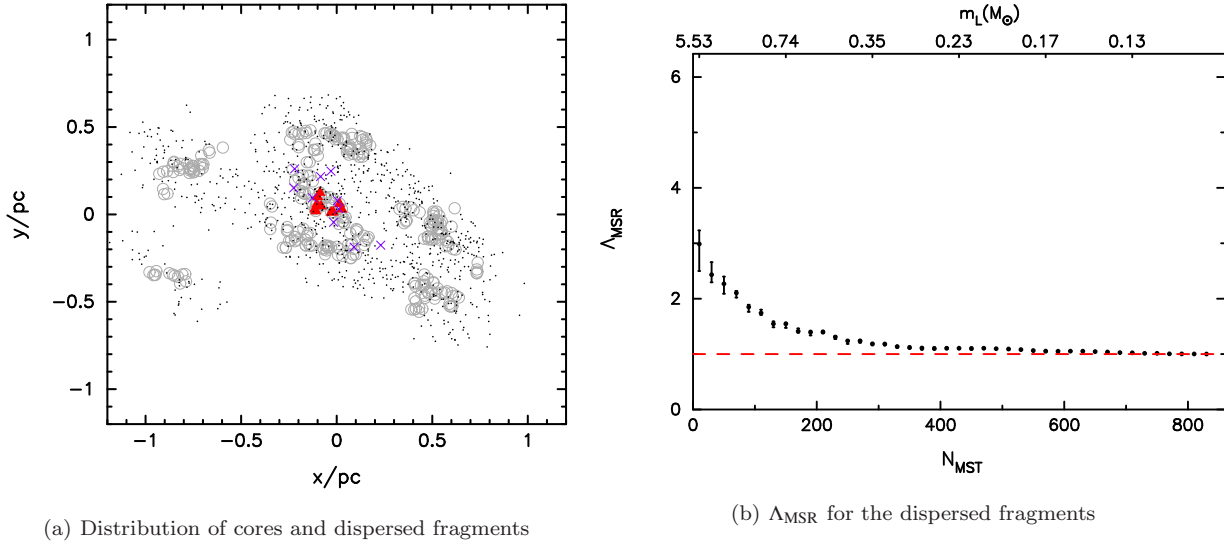 1
0.5
0
−0.5
−1
y/pc
−1 −0.5 0 0.5 1
x/pc
(a) Distribution of cores and dispersed fragments
m_L(M_⊙)
5.53 0.74 0.35 0.23 0.17 0.13
6
4
2
0
Λ_MSR
0 200 400 600 800
N_MST
(b) Λ_MSR for the dispersed fragments